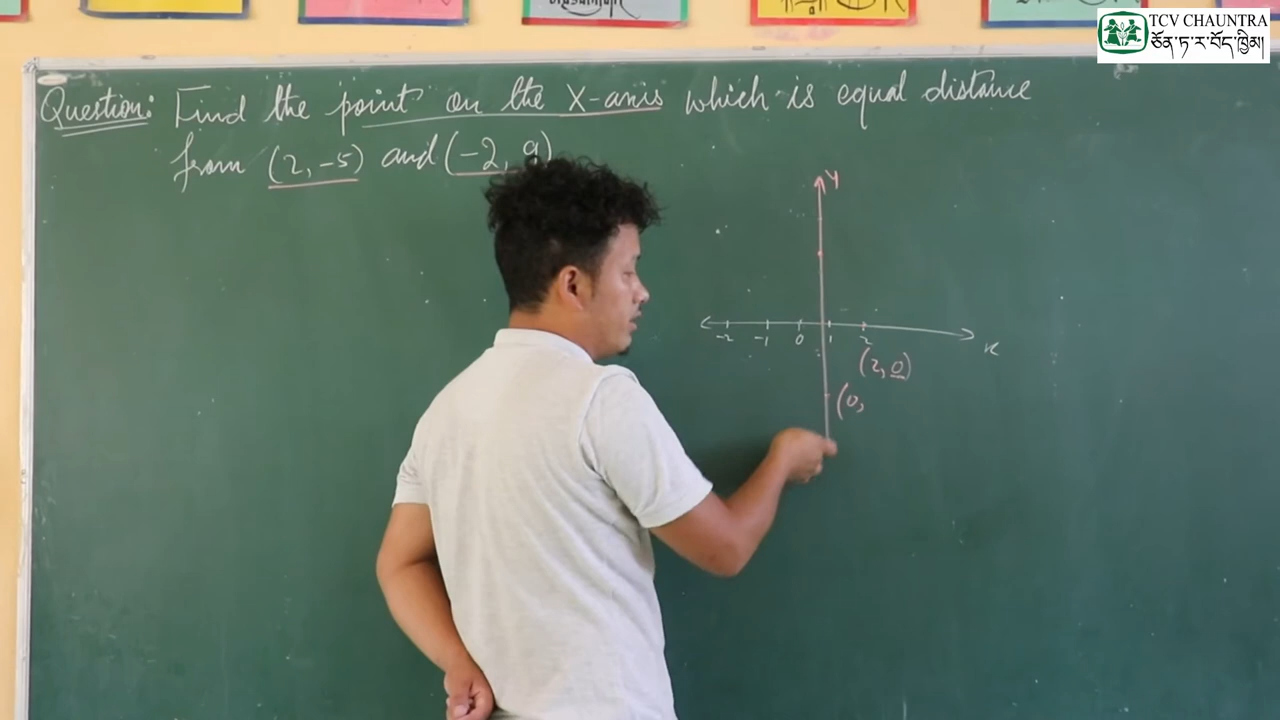 TCV CHAUNTRA
ཅོན་ཏ་ར་བོད་ཁྱིམ།
Question: Find the point on the X-axis which is equal distance
from (2, -5) and (-2, 9)
Y
-2 -1 0 1 2
x
(2, 0)
(0,